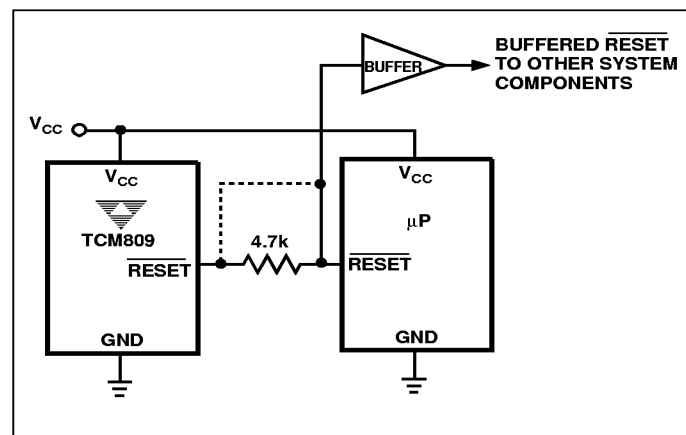 BUFFERED RESET
TO OTHER SYSTEM
COMPONENTS
BUFFER
VCC
VCC
TCM809
RESET
GND
4.7k
VCC
μP
RESET
GND